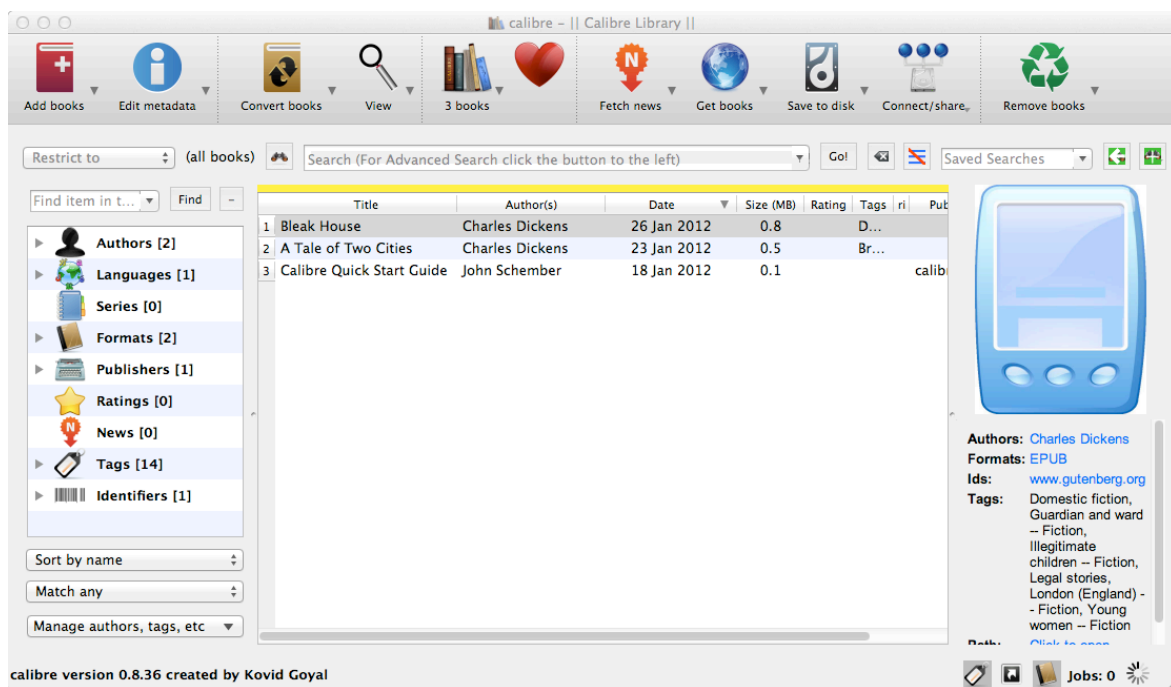 calibre - || Calibre Library ||
Add books Edit metadata Convert books View 3 books Fetch news Get books Save to disk Connect/share Remove books
Restrict to (all books) Search (For Advanced Search click the button to the left) Go! Saved Searches
Find item in t... Find -
Title Author(s) Date Size (MB) Rating Tags ri Pub
1 Bleak House Charles Dickens 26 Jan 2012 0.8 D...
2 A Tale of Two Cities Charles Dickens 23 Jan 2012 0.5 Br...
3 Calibre Quick Start Guide John Schember 18 Jan 2012 0.1 calib
Authors [2]
Languages [1]
Series [0]
Formats [2]
Publishers [1]
Ratings [0]
N
News [0]
Tags [14]
Identifiers [1]
Sort by name
Match any
Manage authors, tags, etc
Authors: Charles Dickens
Formats: EPUB
Ids: www.gutenberg.org
Tags: Domestic fiction,
Guardian and ward
-- Fiction,
Illegitimate
children -- Fiction,
Legal stories,
London (England) -
- Fiction, Young
women -- Fiction
Path: Click to open
calibre version 0.8.36 created by Kovid Goyal
Jobs: 0